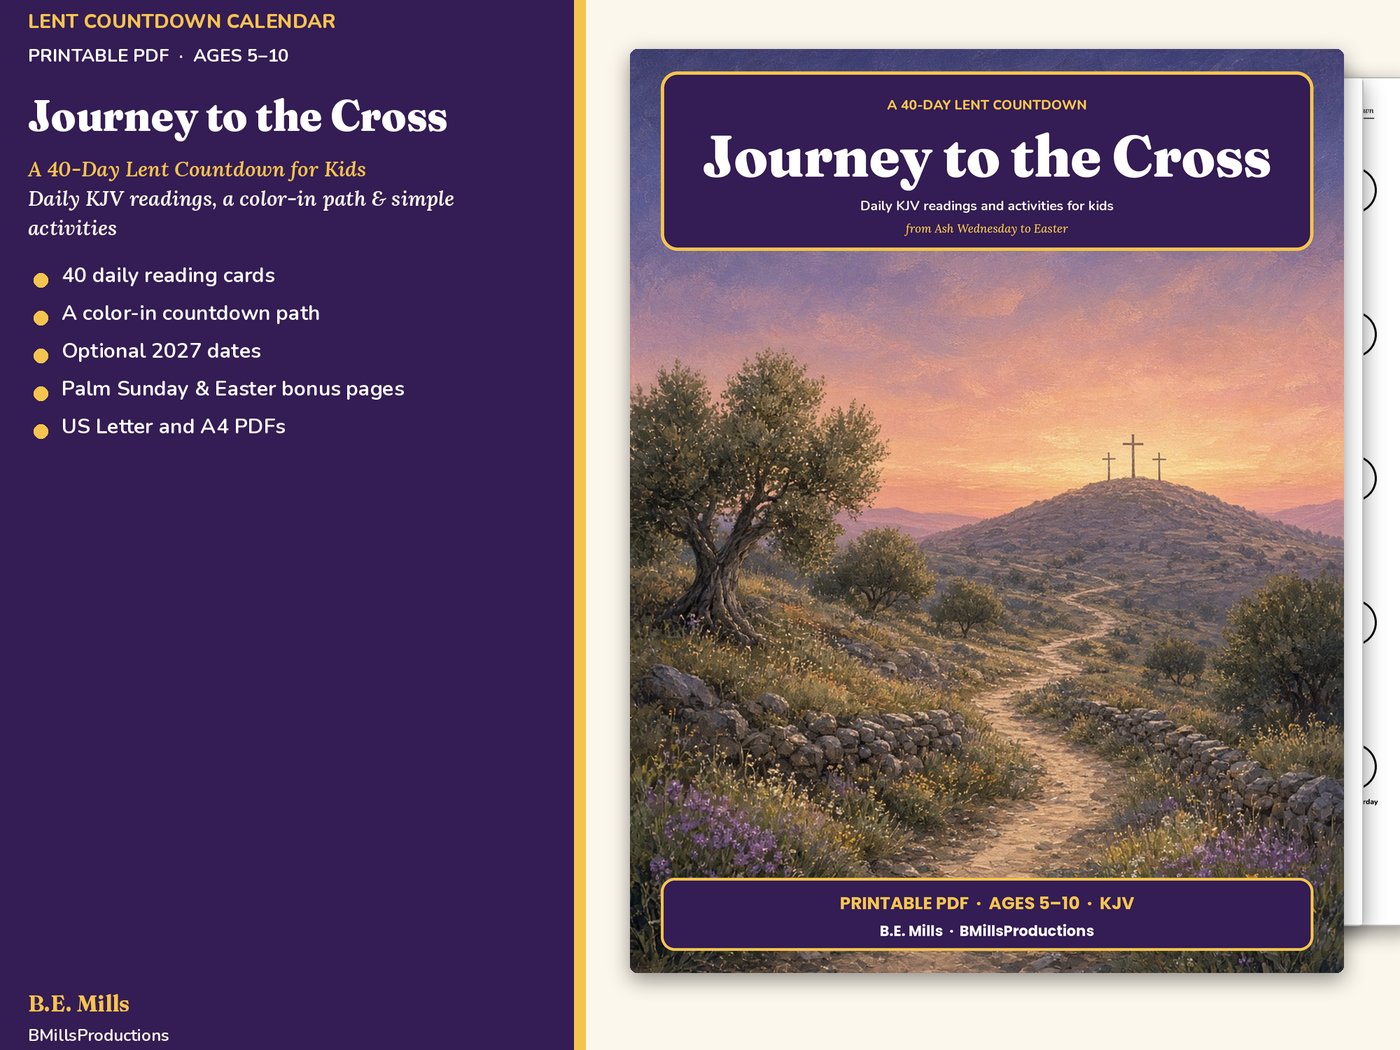 LENT COUNTDOWN CALENDAR
PRINTABLE PDF · AGES 5–10
Journey to the Cross
A 40-Day Lent Countdown for Kids
Daily KJV readings, a color-in path & simple
activities
40 daily reading cards
A color-in countdown path
Optional 2027 dates
Palm Sunday & Easter bonus pages
US Letter and A4 PDFs
B.E. Mills
BMillsProductions
A 40-DAY LENT COUNTDOWN
Journey to the Cross
Daily KJV readings and activities for kids
from Ash Wednesday to Easter
PRINTABLE PDF · AGES 5–10 · KJV
B.E. Mills · BMillsProductions